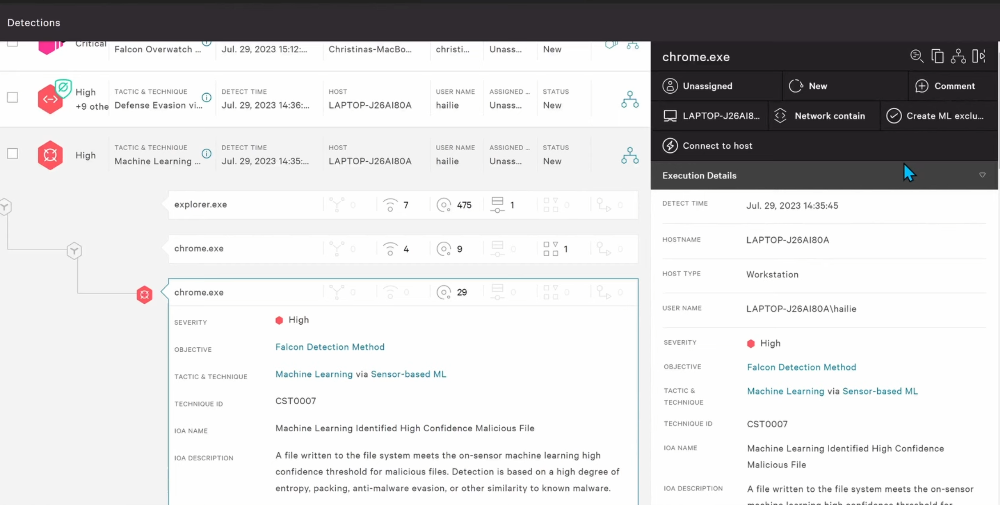 Detections
Critical
Falcon Overwatch ...
Jul. 29, 2023 15:12:...
Christinas-MacBo...
christi...
Unass...
New
High
+9 othe
TACTIC & TECHNIQUE
Defense Evasion vi...
DETECT TIME
Jul. 29, 2023 14:36:...
HOST
LAPTOP-J26AI80A
USER NAME
hailie
ASSIGNED ...
Unass...
STATUS
New
High
TACTIC & TECHNIQUE
Machine Learning ...
DETECT TIME
Jul. 29, 2023 14:35:...
HOST
LAPTOP-J26AI80A
USER NAME
hailie
ASSIGNED ...
Unass...
STATUS
New
explorer.exe 0 7 475 1 0 0
chrome.exe 0 4 9 0 1 0
chrome.exe 0 0 29 0 0 0
SEVERITY High
OBJECTIVE Falcon Detection Method
TACTIC & TECHNIQUE Machine Learning via Sensor-based ML
TECHNIQUE ID CST0007
IOA NAME Machine Learning Identified High Confidence Malicious File
IOA DESCRIPTION A file written to the file system meets the on-sensor machine learning high
confidence threshold for malicious files. Detection is based on a high degree of
entropy, packing, anti-malware evasion, or other similarity to known malware.
chrome.exe
Unassigned
New
Comment
LAPTOP-J26AI8...
Network contain
Create ML exclu...
Connect to host
Execution Details
DETECT TIME Jul. 29, 2023 14:35:45
HOSTNAME LAPTOP-J26AI80A
HOST TYPE Workstation
USER NAME LAPTOP-J26AI80A\hailie
SEVERITY High
OBJECTIVE Falcon Detection Method
TACTIC &
TECHNIQUE
Machine Learning via Sensor-based ML
TECHNIQUE ID CST0007
IOA NAME Machine Learning Identified High Confidence
Malicious File
IOA DESCRIPTION A file written to the file system meets the on-sensor
machine learning high confidence threshold for